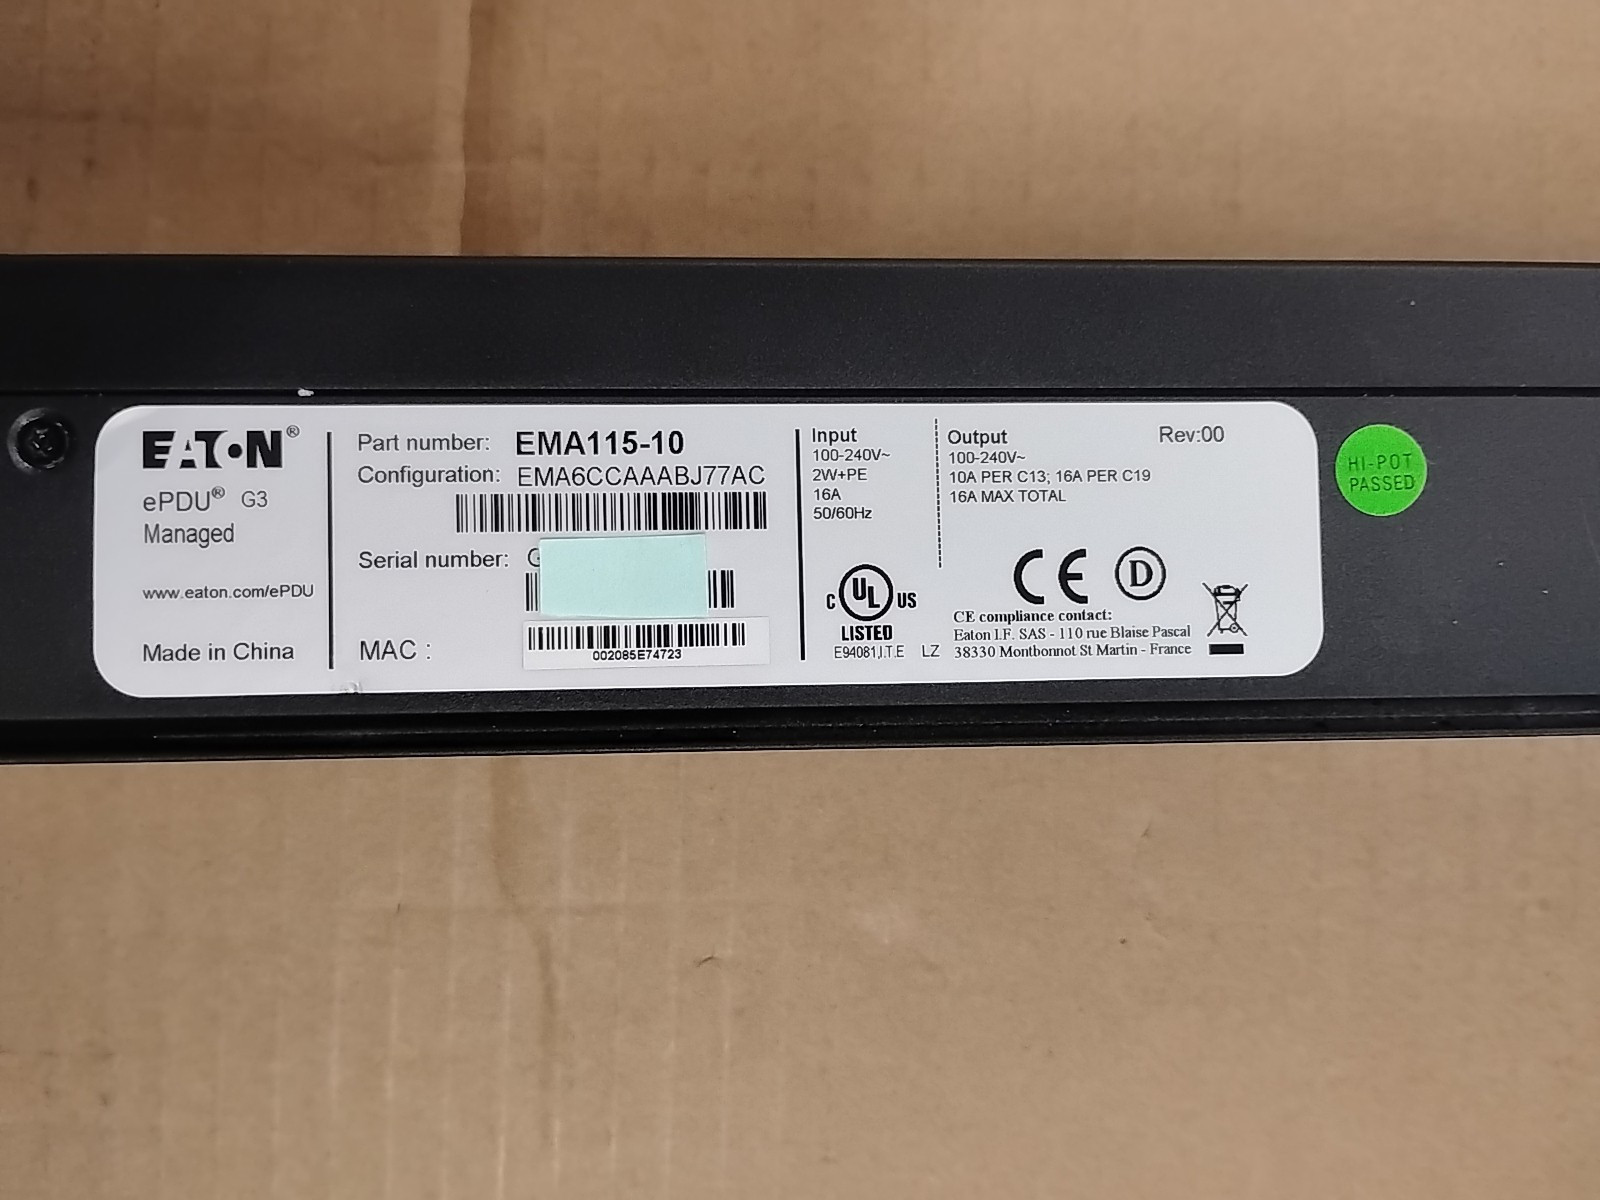 EATON®
ePDU® G3
Managed
www.eaton.com/ePDU
Made in China
Part number: EMA115-10
Configuration: EMA6CCAAABJ77AC
Serial number: G
MAC :
002085E74723
Input
100-240V~
2W+PE
16A
50/60Hz
C UL US
LISTED
E94081,I.T.E LZ
Output
100-240V~
10A PER C13; 16A PER C19
16A MAX TOTAL
Rev:00
CE D
CE compliance contact:
Eaton I.F. SAS - 110 rue Blaise Pascal
38330 Montbonnot St Martin - France
HI-POT
PASSED